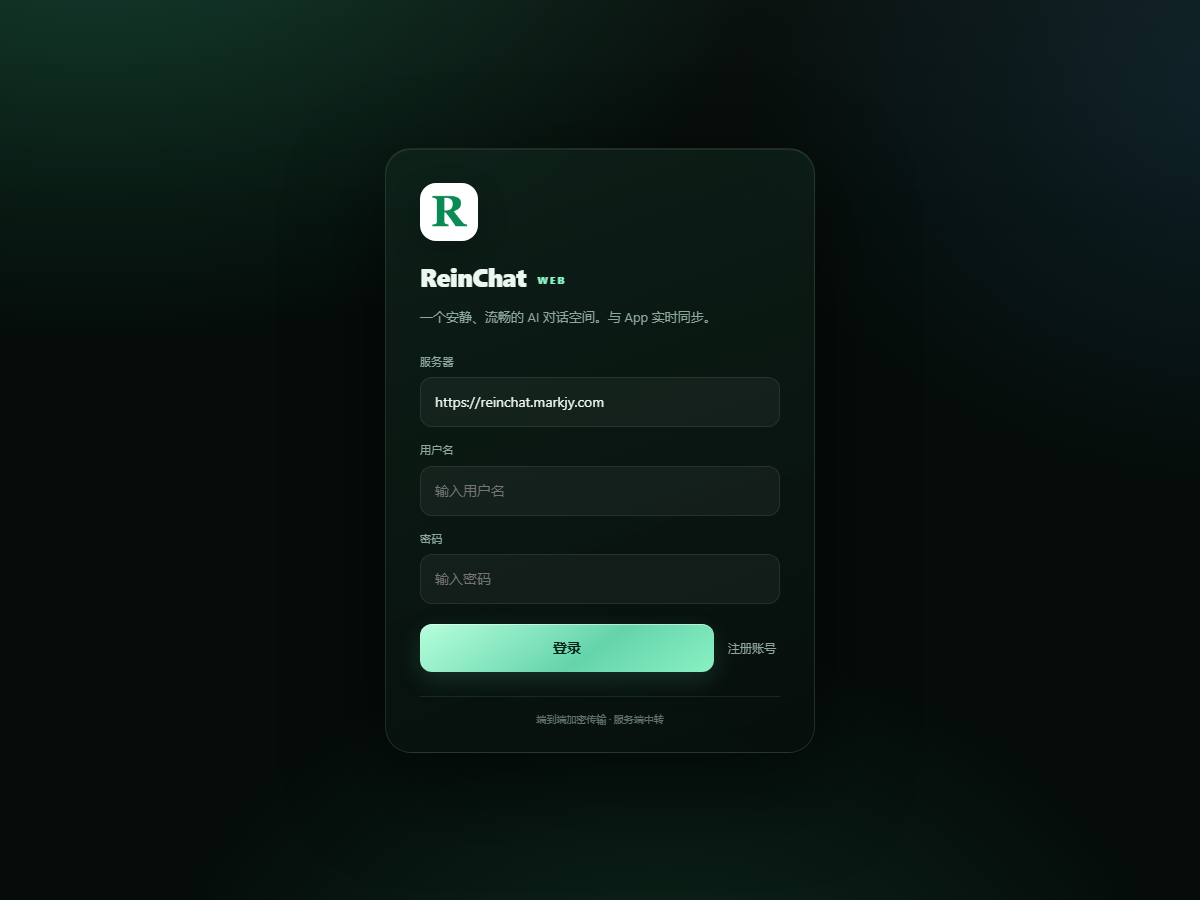 R
ReinChat WEB
一个安静、流畅的 AI 对话空间。与 App 实时同步。
服务器
https://reinchat.markjy.com
用户名
输入用户名
密码
输入密码
登录 注册账号
端到端加密传输 · 服务端中转